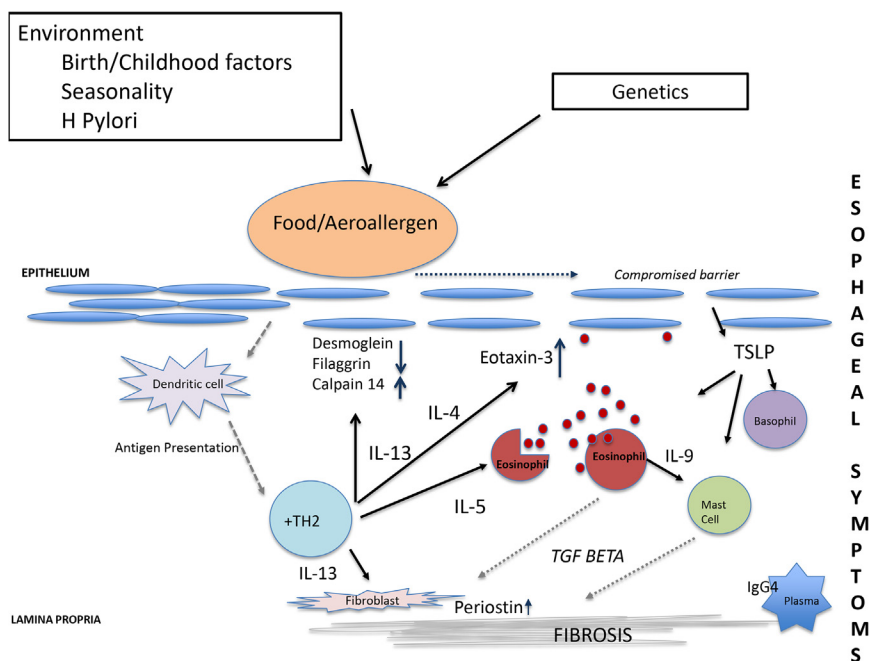 Environment
Birth/Childhood factors
Seasonality
H Pylori
Genetics
Food/Aeroallergen
EPITHELIUM
Compromised barrier
Desmoglein
Filaggrin
Calpain 14
Eotaxin-3
TSLP
Dendritic cell
Basophil
IL-4
Antigen Presentation
IL-13
Eosinophil
Eosinophil
IL-9
IL-5
Mast
Cell
+TH2
TGF BETA
IL-13
IgG4
Plasma
Fibroblast
Periostin
LAMINA PROPRIA
FIBROSIS
ESOPHAGEAL SYMPTOMS